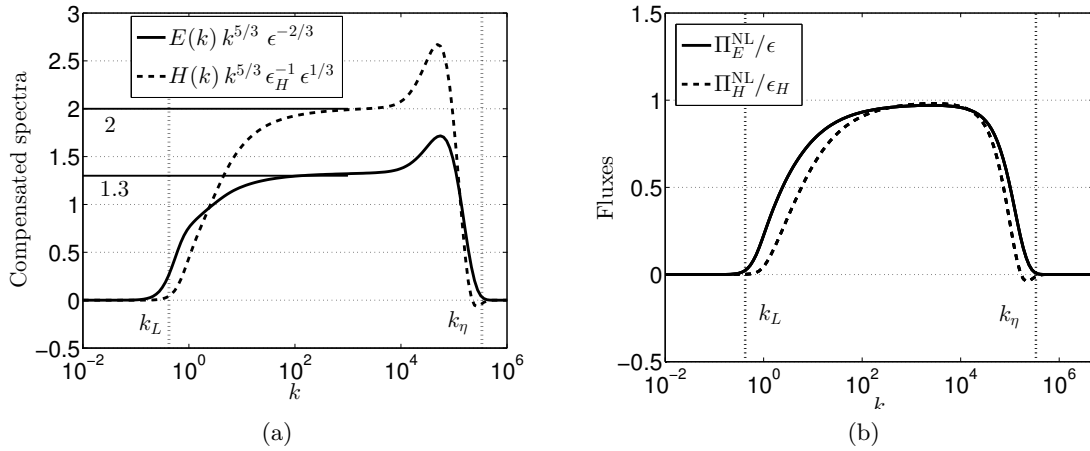 Compensated spectra
3
2.5
2
1.5
1
0.5
0
−0.5
E(k) k^{5/3} ϵ^{−2/3}
H(k) k^{5/3} ϵ_H^{−1} ϵ^{1/3}
2
1.3
k_L
k_η
10^{−2} 10^0 10^2 10^4 10^6
k
(a)
Fluxes
1.5
1
0.5
0
−0.5
Π_E^{NL}/ϵ
Π_H^{NL}/ϵ_H
k_L
k_η
10^{−2} 10^0 10^2 10^4 10^6
k
(b)